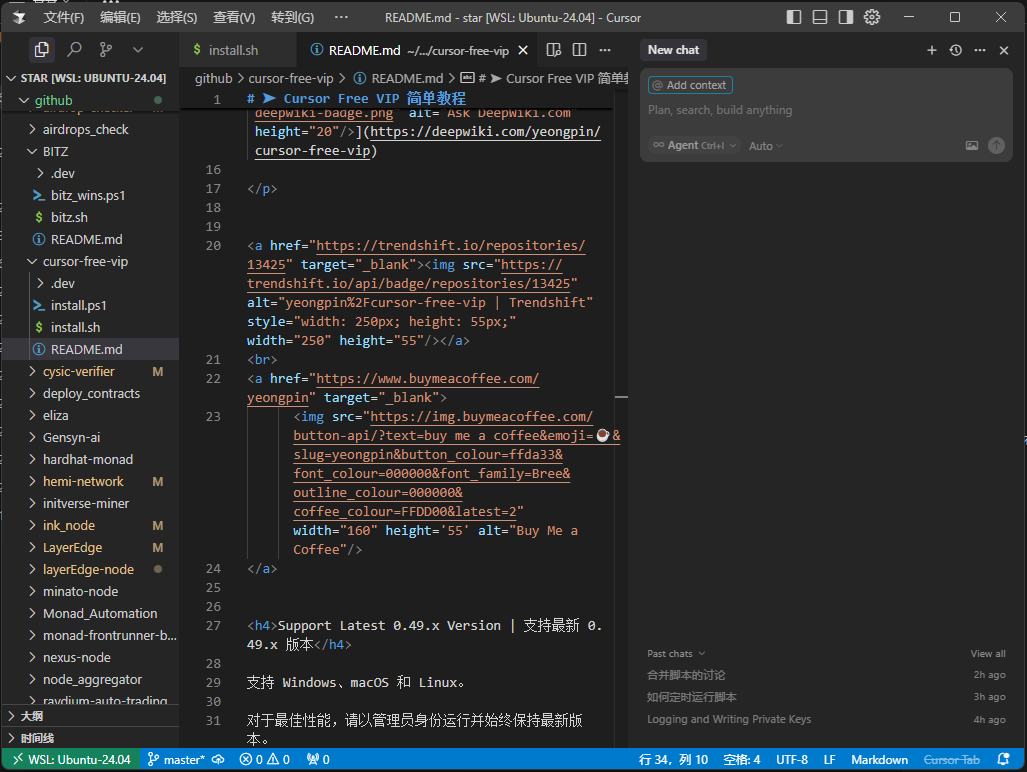 文件(F) 编辑(E) 选择(S) 查看(V) 转到(G) ··· README.md - star [WSL: Ubuntu-24.04] - Cursor
$ install.sh
README.md ~/.../cursor-free-vip
STAR [WSL: UBUNTU-24.04]
github
airdrops_check
BITZ
.dev
bitz_wins.ps1
$ bitz.sh
README.md
cursor-free-vip
.dev
install.ps1
$ install.sh
README.md
cysic-verifier M
deploy_contracts
eliza
Gensyn-ai
hardhat-monad
hemi-network M
initverse-miner
ink_node M
LayerEdge M
layerEdge-node
minato-node
Monad_Automation
monad-frontrunner-b...
nexus-node
node_aggregator
raydium-auto-trading
大纲
时间线
github > cursor-free-vip > README.md > # ➤ Cursor Free VIP 简单教
1 # ➤ Cursor Free VIP 简单教程
deepwiki-badge.png" alt="Ask DeepWiki.com"
height="20"/>](https://deepwiki.com/yeongpin/
cursor-free-vip)
16
17 </p>
18
19
20 <a href="https://trendshift.io/repositories/
13425" target="_blank"><img src="https://
trendshift.io/api/badge/repositories/13425"
alt="yeongpin%2Fcursor-free-vip | Trendshift"
style="width: 250px; height: 55px;"
width="250" height="55"/></a>
21 <br>
22 <a href="https://www.buymeacoffee.com/
yeongpin" target="_blank">
23 <img src="https://img.buymeacoffee.com/
button-api/?text=buy me a coffee&emoji=☕&
slug=yeongpin&button_colour=ffda33&
font_colour=000000&font_family=Bree&
outline_colour=000000&
coffee_colour=FFDD00&latest=2"
width="160" height='55' alt="Buy Me a
Coffee"/>
24 </a>
25
26
27 <h4>Support Latest 0.49.x Version | 支持最新 0.
49.x 版本</h4>
28
29 支持 Windows、macOS 和 Linux。
30
31 对于最佳性能，请以管理员身份运行并始终保持最新版
本。
New chat
@ Add context
Plan, search, build anything
∞ Agent Ctrl+I Auto
Past chats View all
合并脚本的讨论 2h ago
如何定时运行脚本 3h ago
Logging and Writing Private Keys 4h ago
WSL: Ubuntu-24.04 master* 0 0 0 行 34，列 10 空格: 4 UTF-8 LF Markdown Cursor Tab